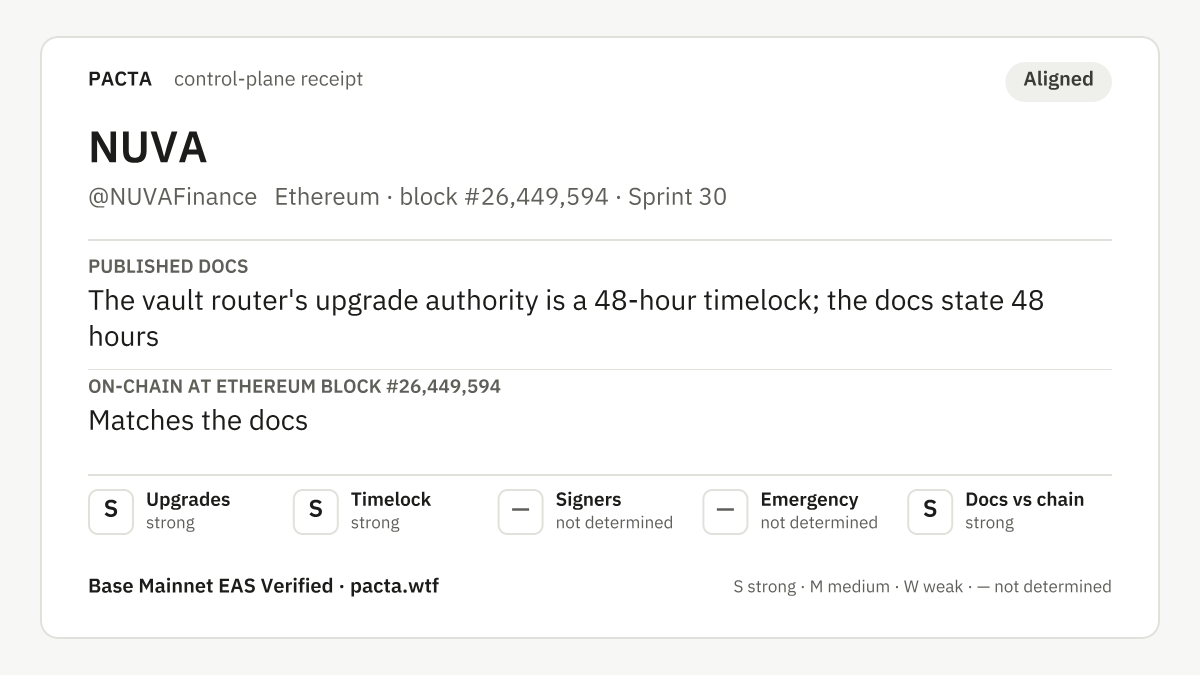 PACTA control-plane receipt
Aligned
NUVA
@NUVAFinance Ethereum · block #26,449,594 · Sprint 30
PUBLISHED DOCS
The vault router's upgrade authority is a 48-hour timelock; the docs state 48
hours
ON-CHAIN AT ETHEREUM BLOCK #26,449,594
Matches the docs
S Upgrades
strong
S Timelock
strong
— Signers
not determined
— Emergency
not determined
S Docs vs chain
strong
Base Mainnet EAS Verified · pacta.wtf
S strong · M medium · W weak · — not determined